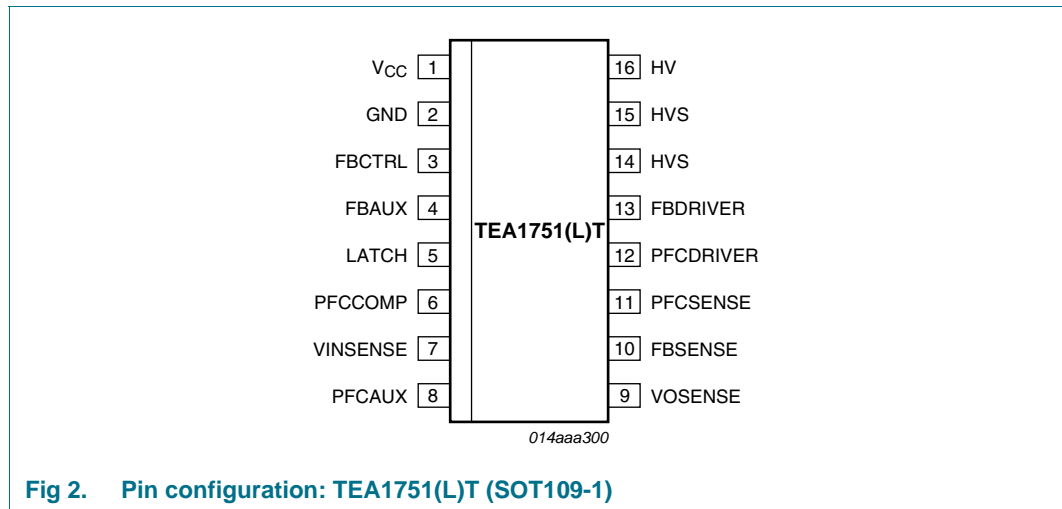 VCC 1
GND 2
FBCTRL 3
FBAUX 4
LATCH 5
PFCCOMP 6
VINSENSE 7
PFCAUX 8
TEA1751(L)T
16 HV
15 HVS
14 HVS
13 FBDRIVER
12 PFCDRIVER
11 PFCSENSE
10 FBSENSE
9 VOSENSE
014aaa300
Fig 2. Pin configuration: TEA1751(L)T (SOT109-1)